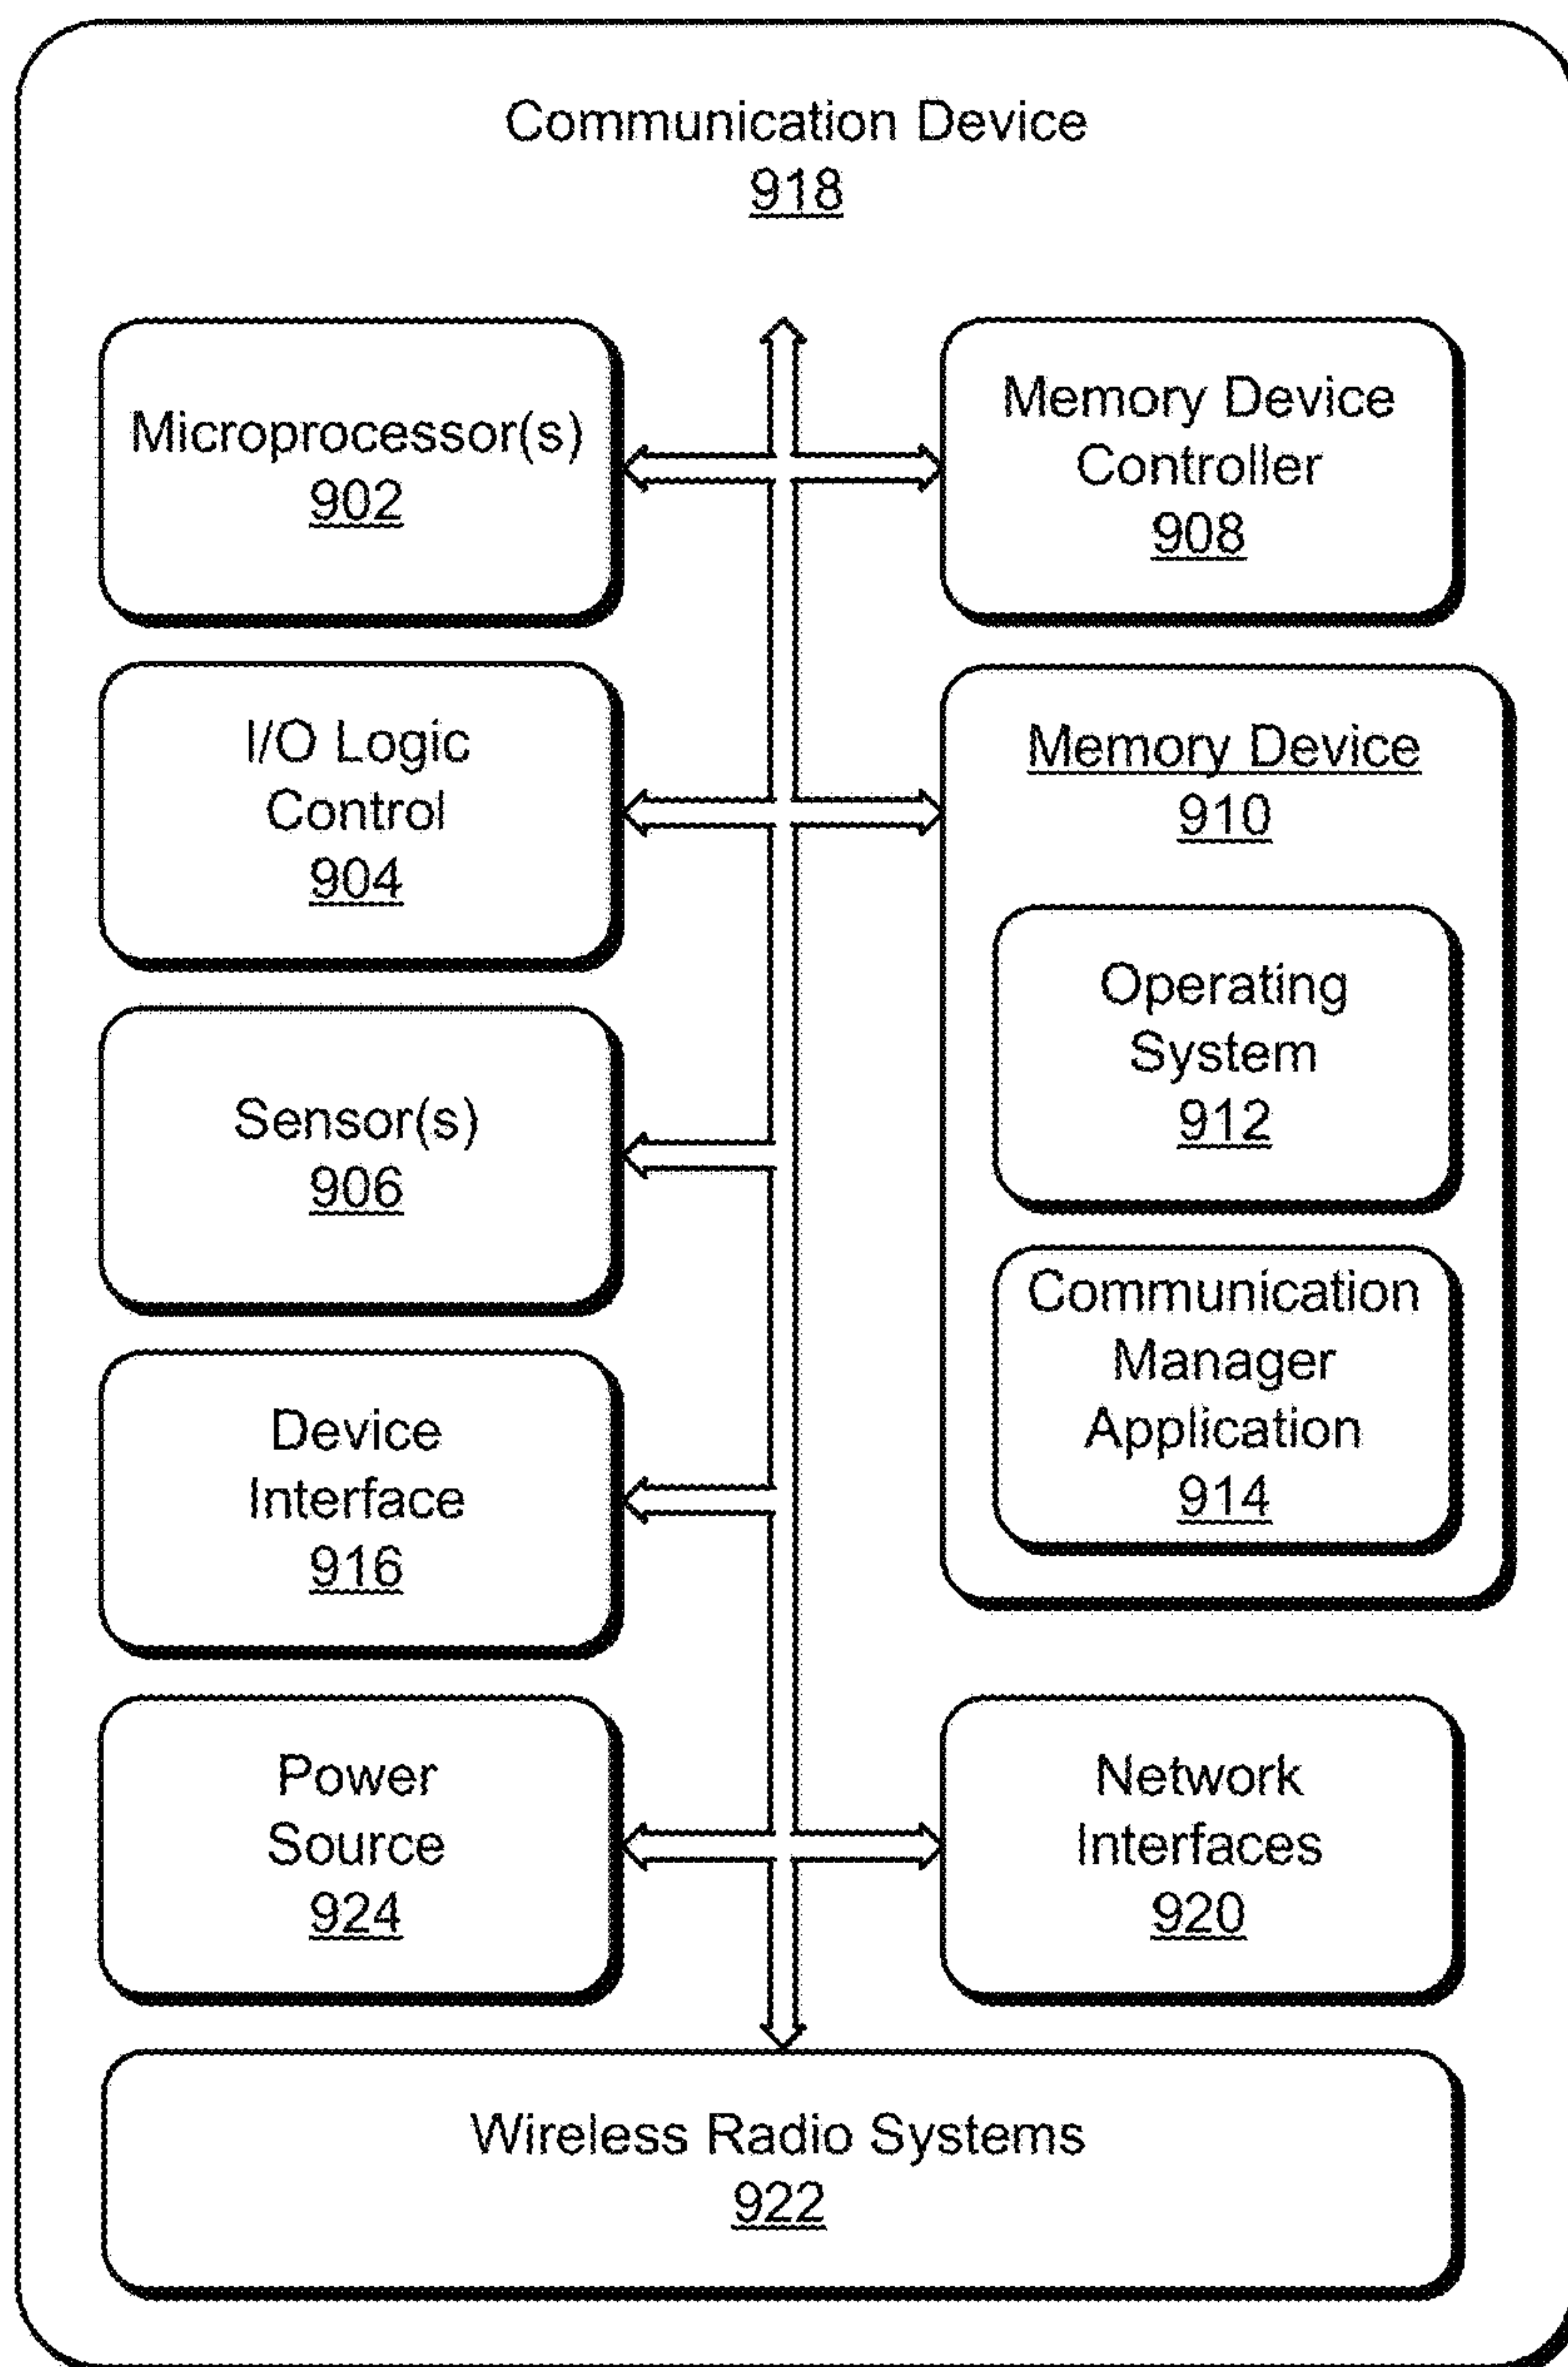 Communication Device
918
Microprocessor(s)
902
Memory Device
Controller
908
I/O Logic
Control
904
Memory Device
910
Operating
System
912
Sensor(s)
906
Communication
Manager
Application
914
Device
Interface
916
Power
Source
924
Network
Interfaces
920
Wireless Radio Systems
922